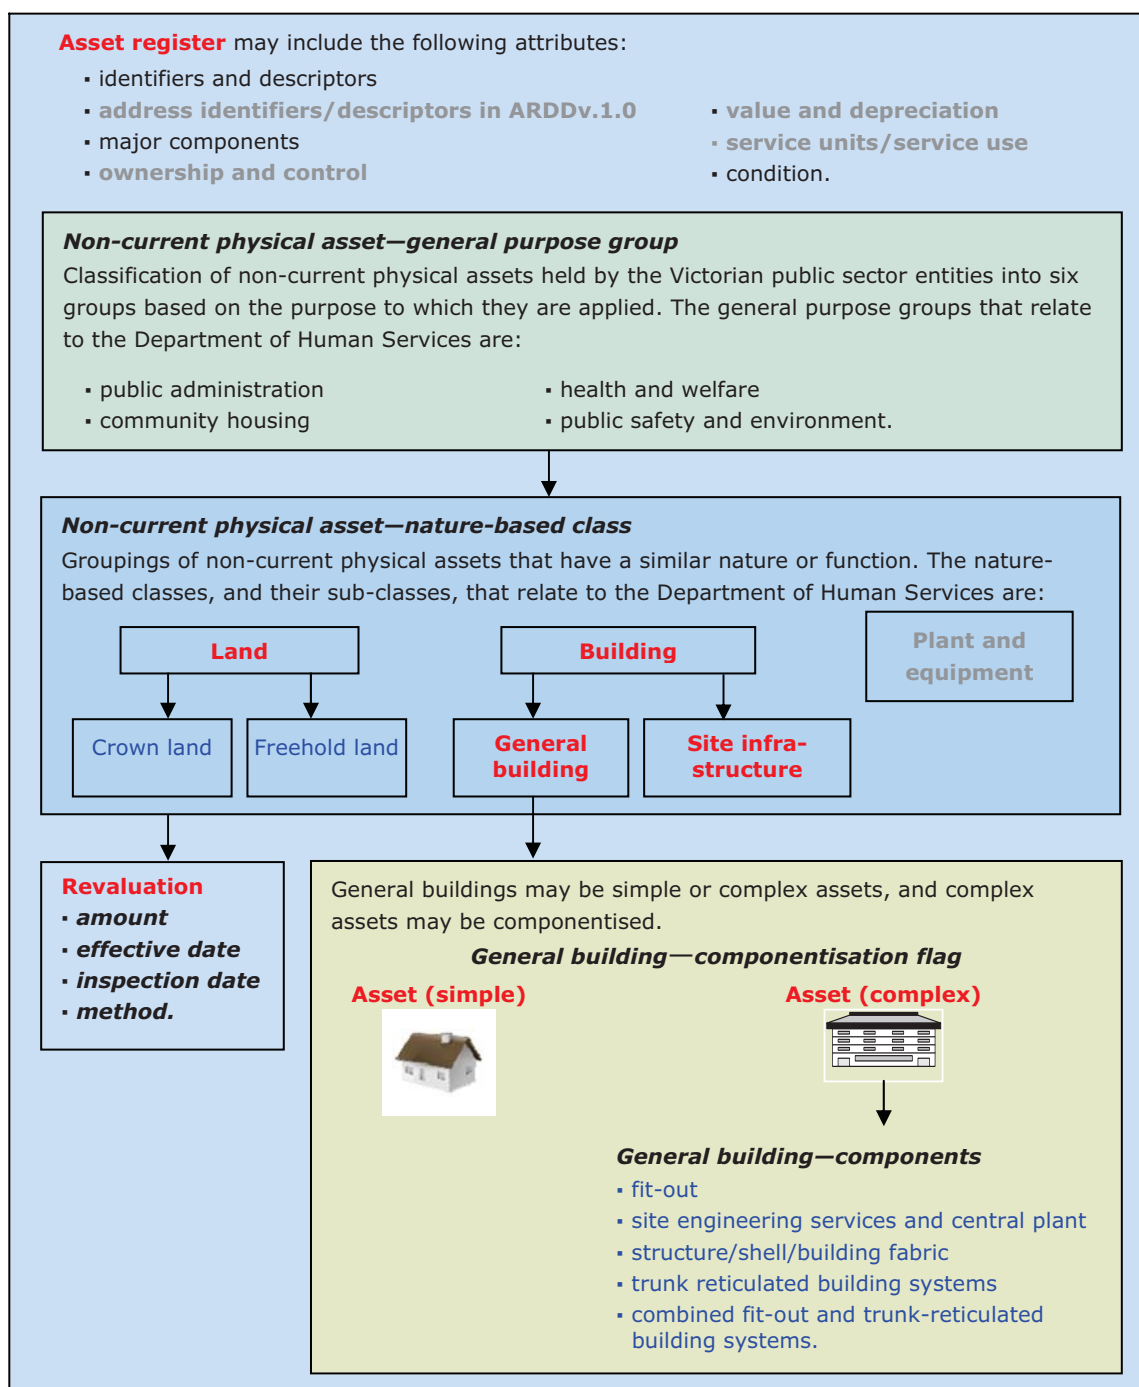 Asset register may include the following attributes:
▪ identifiers and descriptors
▪ address identifiers/descriptors in ARDDv.1.0
▪ major components
▪ ownership and control
▪ value and depreciation
▪ service units/service use
▪ condition.
Non-current physical asset—general purpose group
Classification of non-current physical assets held by the Victorian public sector entities into six
groups based on the purpose to which they are applied. The general purpose groups that relate
to the Department of Human Services are:
▪ public administration
▪ community housing
▪ health and welfare
▪ public safety and environment.
Non-current physical asset—nature-based class
Groupings of non-current physical assets that have a similar nature or function. The nature-
based classes, and their sub-classes, that relate to the Department of Human Services are:
Land
Building
Plant and
equipment
Crown land
Freehold land
General
building
Site infra-
structure
Revaluation
▪ amount
▪ effective date
▪ inspection date
▪ method.
General buildings may be simple or complex assets, and complex
assets may be componentised.
General building—componentisation flag
Asset (simple)
Asset (complex)
General building—components
▪ fit-out
▪ site engineering services and central plant
▪ structure/shell/building fabric
▪ trunk reticulated building systems
▪ combined fit-out and trunk-reticulated
building systems.